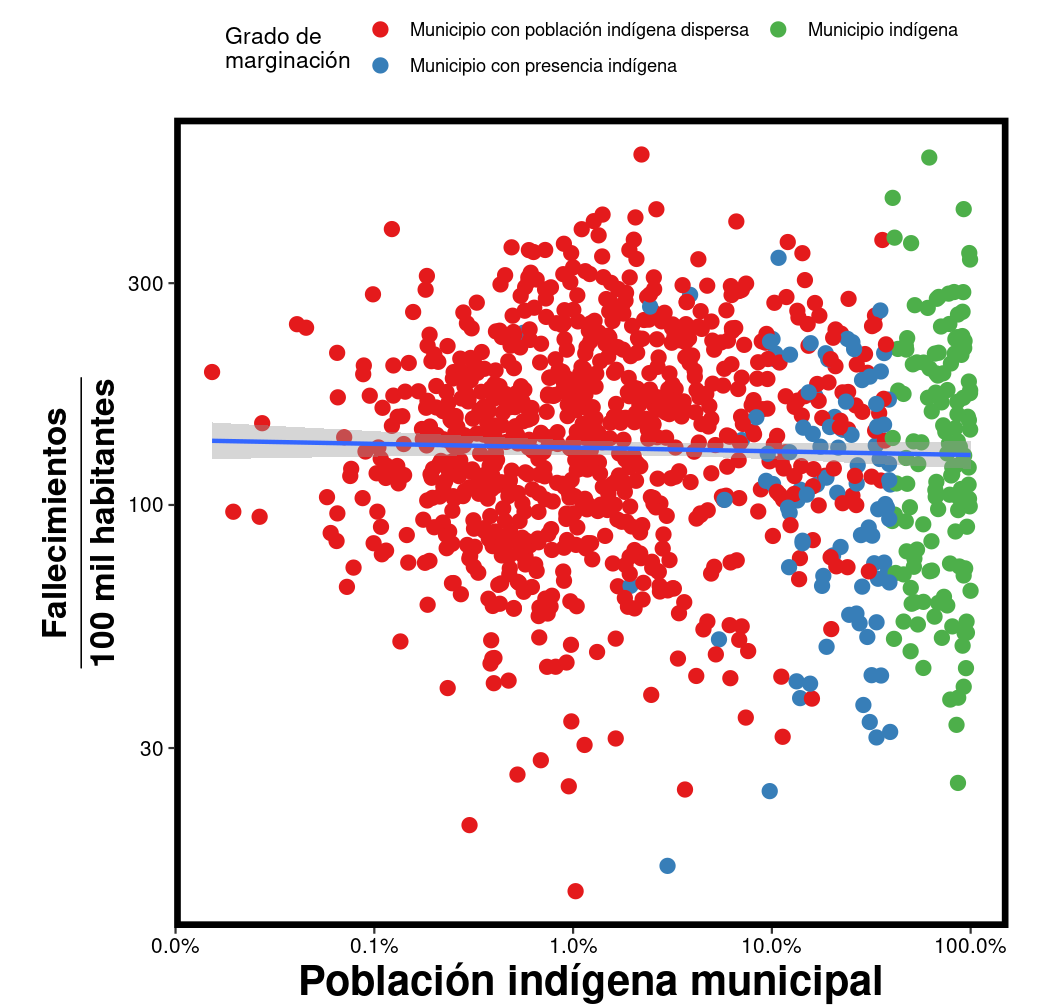 Grado de
marginación
Municipio con población indígena dispersa
Municipio indígena
Municipio con presencia indígena
Fallecimientos
100 mil habitantes
300
100
30
0.0%
0.1%
1.0%
10.0%
100.0%
Población indígena municipal